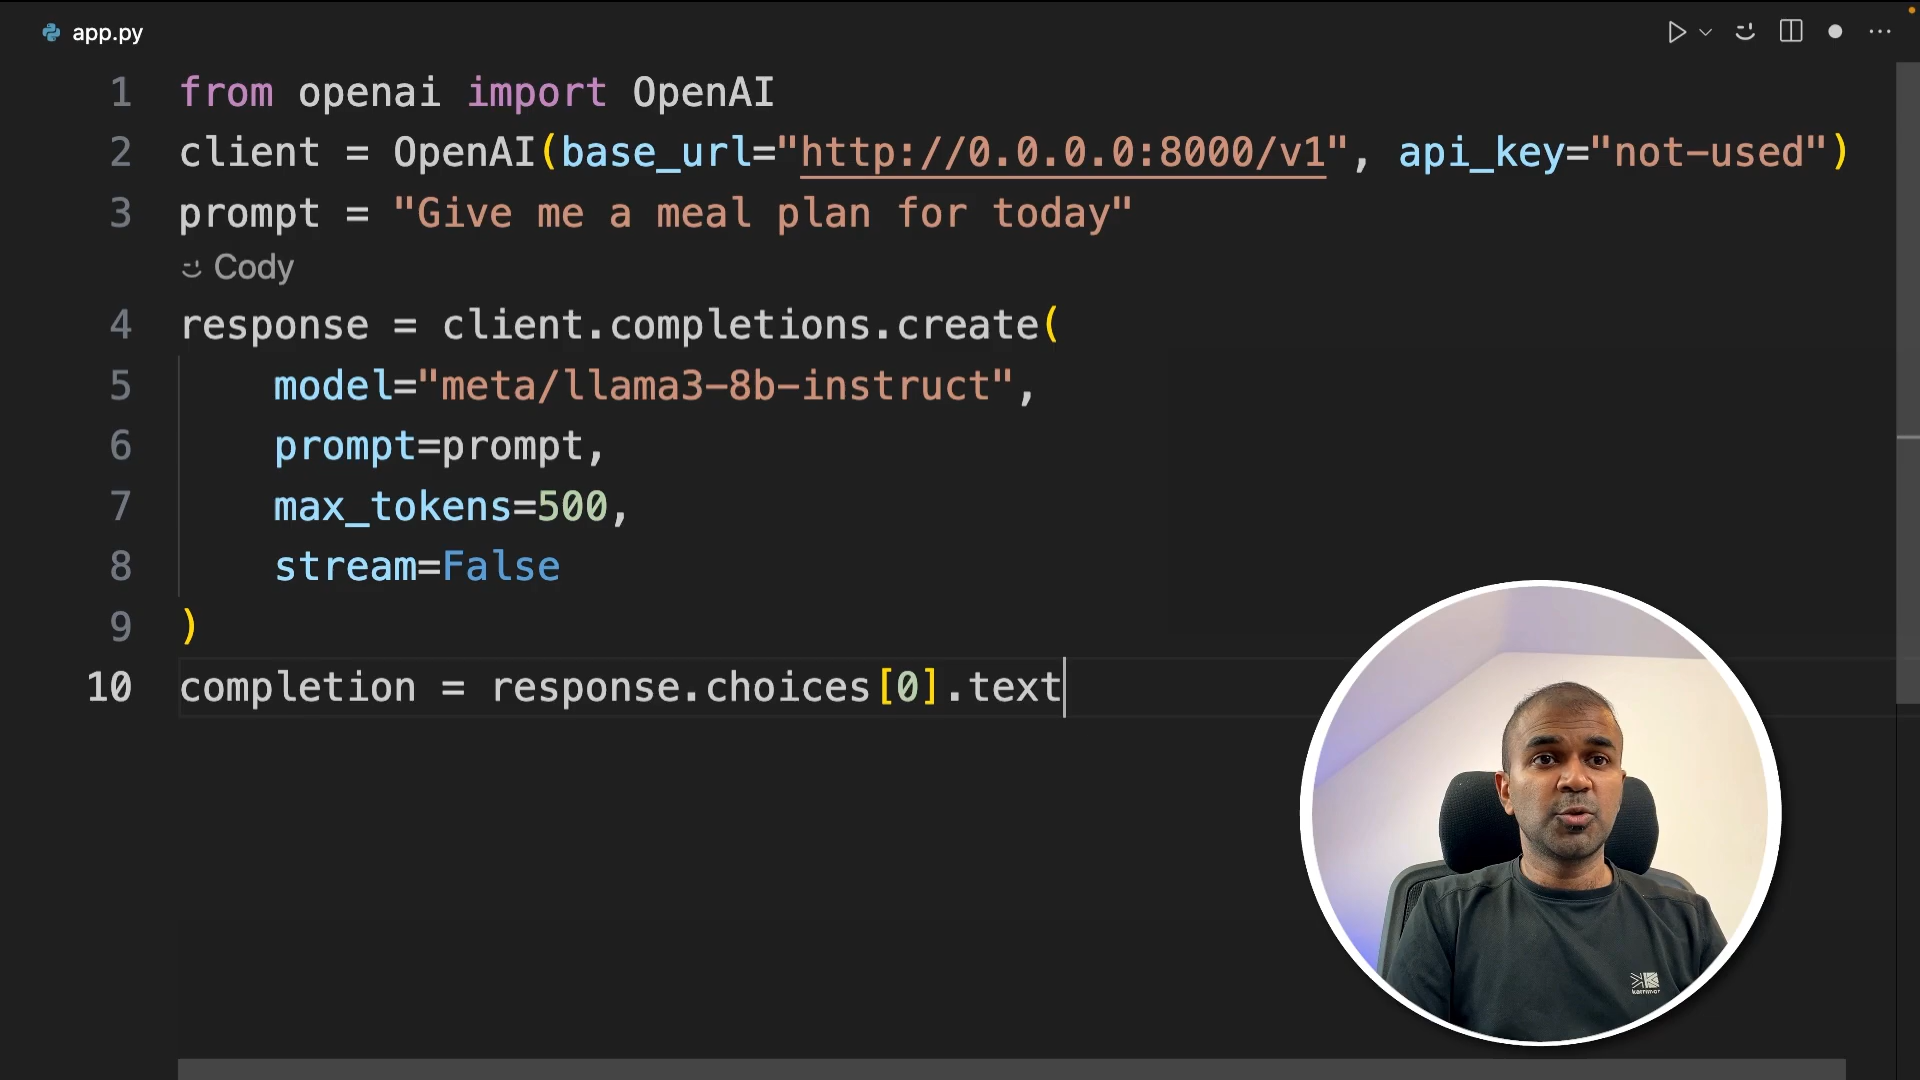 app.py
1 from openai import OpenAI
2 client = OpenAI(base_url="http://0.0.0.0:8000/v1", api_key="not-used")
3 prompt = "Give me a meal plan for today"
Cody
4 response = client.completions.create(
5 model="meta/llama3-8b-instruct",
6 prompt=prompt,
7 max_tokens=500,
8 stream=False
9 )
10 completion = response.choices[0].text